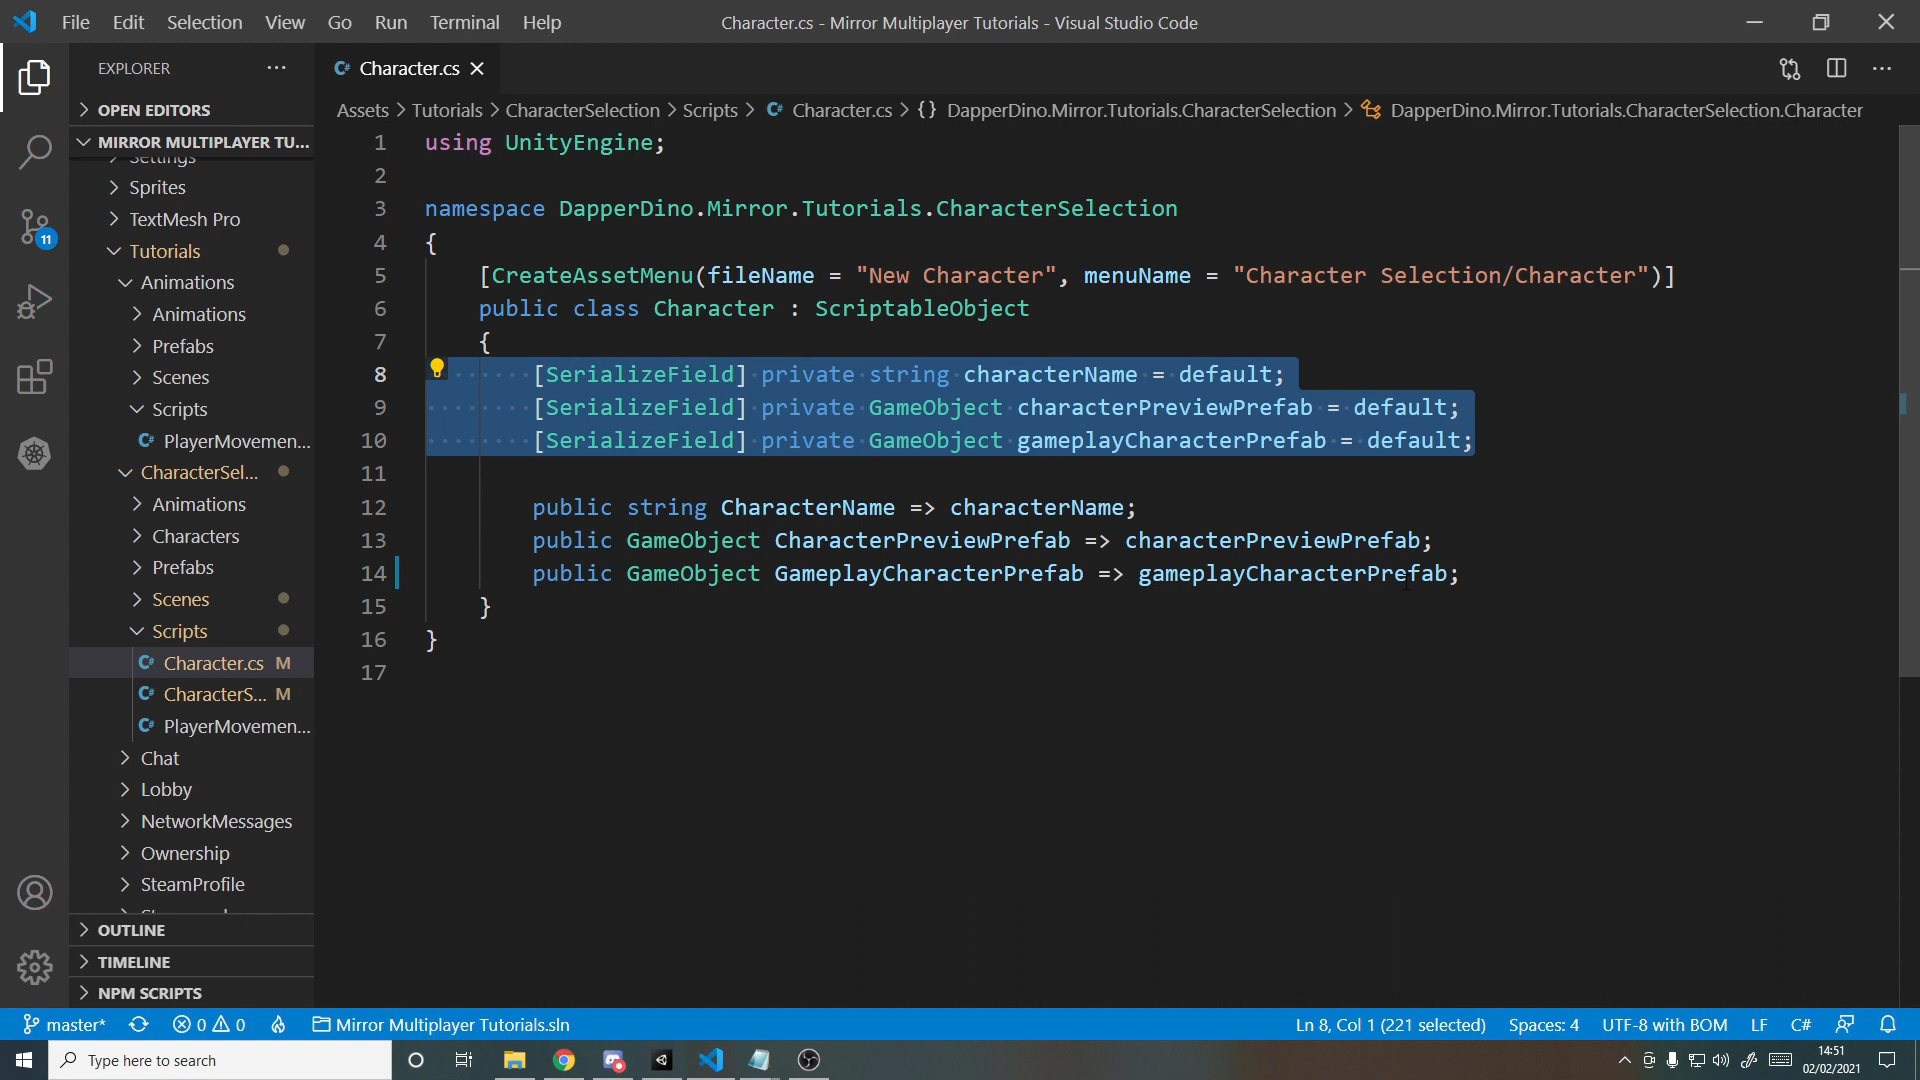 File Edit Selection View Go Run Terminal Help
Character.cs - Mirror Multiplayer Tutorials - Visual Studio Code
EXPLORER
Character.cs
OPEN EDITORS
MIRROR MULTIPLAYER TU...
Settings
Sprites
TextMesh Pro
Tutorials
Animations
Animations
Prefabs
Scenes
Scripts
PlayerMovemen...
CharacterSel...
Animations
Characters
Prefabs
Scenes
Scripts
Character.cs M
CharacterS... M
PlayerMovemen...
Chat
Lobby
NetworkMessages
Ownership
SteamProfile
OUTLINE
TIMELINE
NPM SCRIPTS
11
Assets > Tutorials > CharacterSelection > Scripts > Character.cs > {} DapperDino.Mirror.Tutorials.CharacterSelection > DapperDino.Mirror.Tutorials.CharacterSelection.Character
1 using UnityEngine;
2
3 namespace DapperDino.Mirror.Tutorials.CharacterSelection
4 {
5 [CreateAssetMenu(fileName = "New Character", menuName = "Character Selection/Character")]
6 public class Character : ScriptableObject
7 {
8 [SerializeField] private string characterName = default;
9 [SerializeField] private GameObject characterPreviewPrefab = default;
10 [SerializeField] private GameObject gameplayCharacterPrefab = default;
11
12 public string CharacterName => characterName;
13 public GameObject CharacterPreviewPrefab => characterPreviewPrefab;
14 public GameObject GameplayCharacterPrefab => gameplayCharacterPrefab;
15 }
16 }
17
master* 0 0 Mirror Multiplayer Tutorials.sln
Ln 8, Col 1 (221 selected) Spaces: 4 UTF-8 with BOM LF C#
Type here to search
14:51
02/02/2021